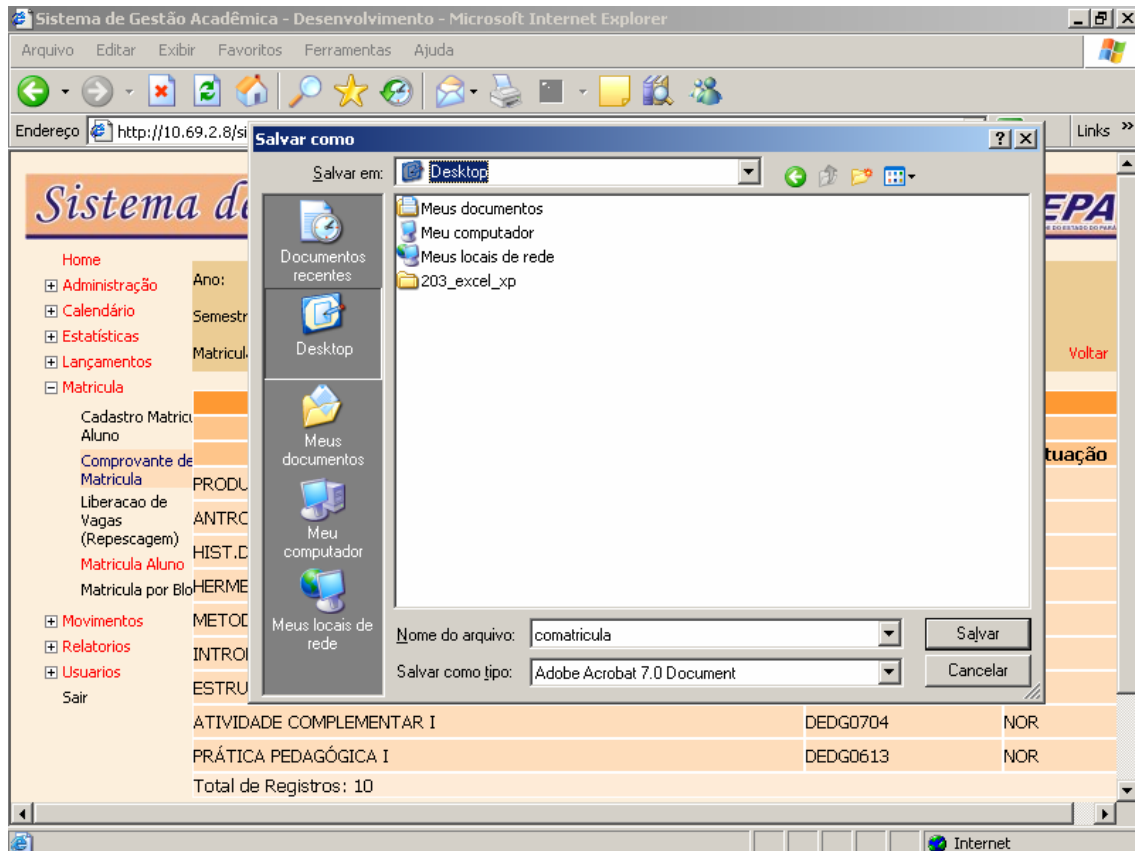 Sistema de Gestão Acadêmica - Desenvolvimento - Microsoft Internet Explorer
Arquivo Editar Exibir Favoritos Ferramentas Ajuda
Endereço http://10.69.2.8/si Links »
Salvar como
Salvar em: Desktop
Sistema de
EPA
Documentos recentes
Desktop
Meus documentos
Meu computador
Meus locais de rede
Meus documentos
Meu computador
Meus locais de rede
203_excel_xp
Nome do arquivo: comatricula Salvar
Salvar como tipo: Adobe Acrobat 7.0 Document Cancelar
Home
Administração
Calendário
Estatísticas
Lançamentos
Matricula
Cadastro Matricu
Aluno
Comprovante de
Matricula
Liberacao de
Vagas
(Repescagem)
Matricula Aluno
Matricula por Blo
Movimentos
Relatorios
Usuarios
Sair
Ano:
Semestr
Matricul
Voltar
tuação
PRODU
ANTRO
HIST.D
HERME
METOD
INTROI
ESTRU
ATIVIDADE COMPLEMENTAR I DEDG0704 NOR
PRÁTICA PEDAGÓGICA I DEDG0613 NOR
Total de Registros: 10
Internet